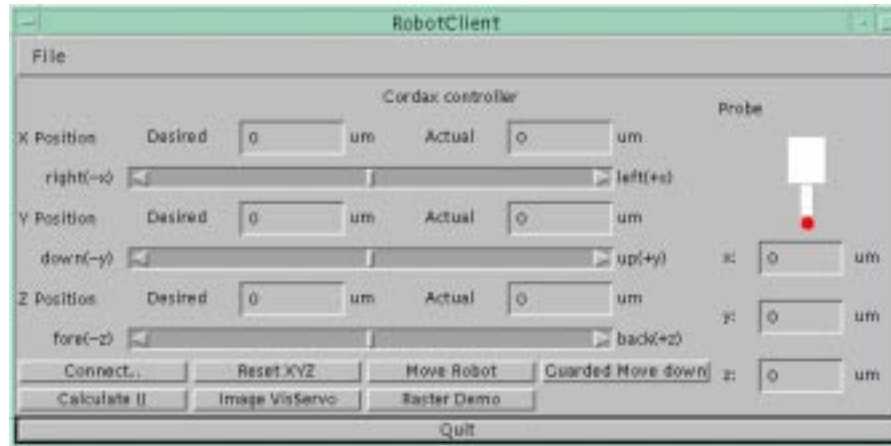 RobotClient
File
Cordax controller
Probe
X Position Desired 0 um Actual 0 um
right(-x) left(+x)
Y Position Desired 0 um Actual 0 um
down(-y) up(+y)
x: 0 um
Z Position Desired 0 um Actual 0 um
y: 0 um
fore(-z) back(+z)
Connect.. Reset XYZ Move Robot Guarded Move down
z: 0 um
Calculate IJ Image VisServo Raster Demo
Quit